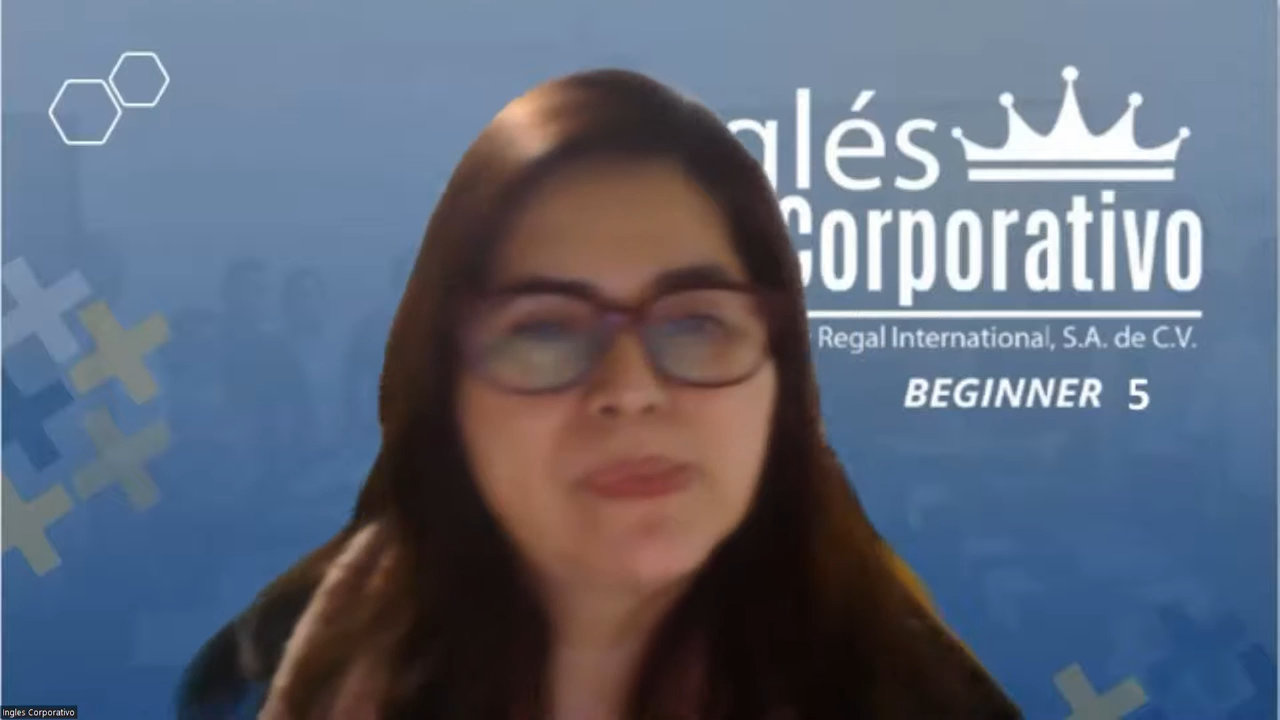 glés
Corporativo
Regal International, S.A. de C.V.
BEGINNER 5
Ingles Corporativo